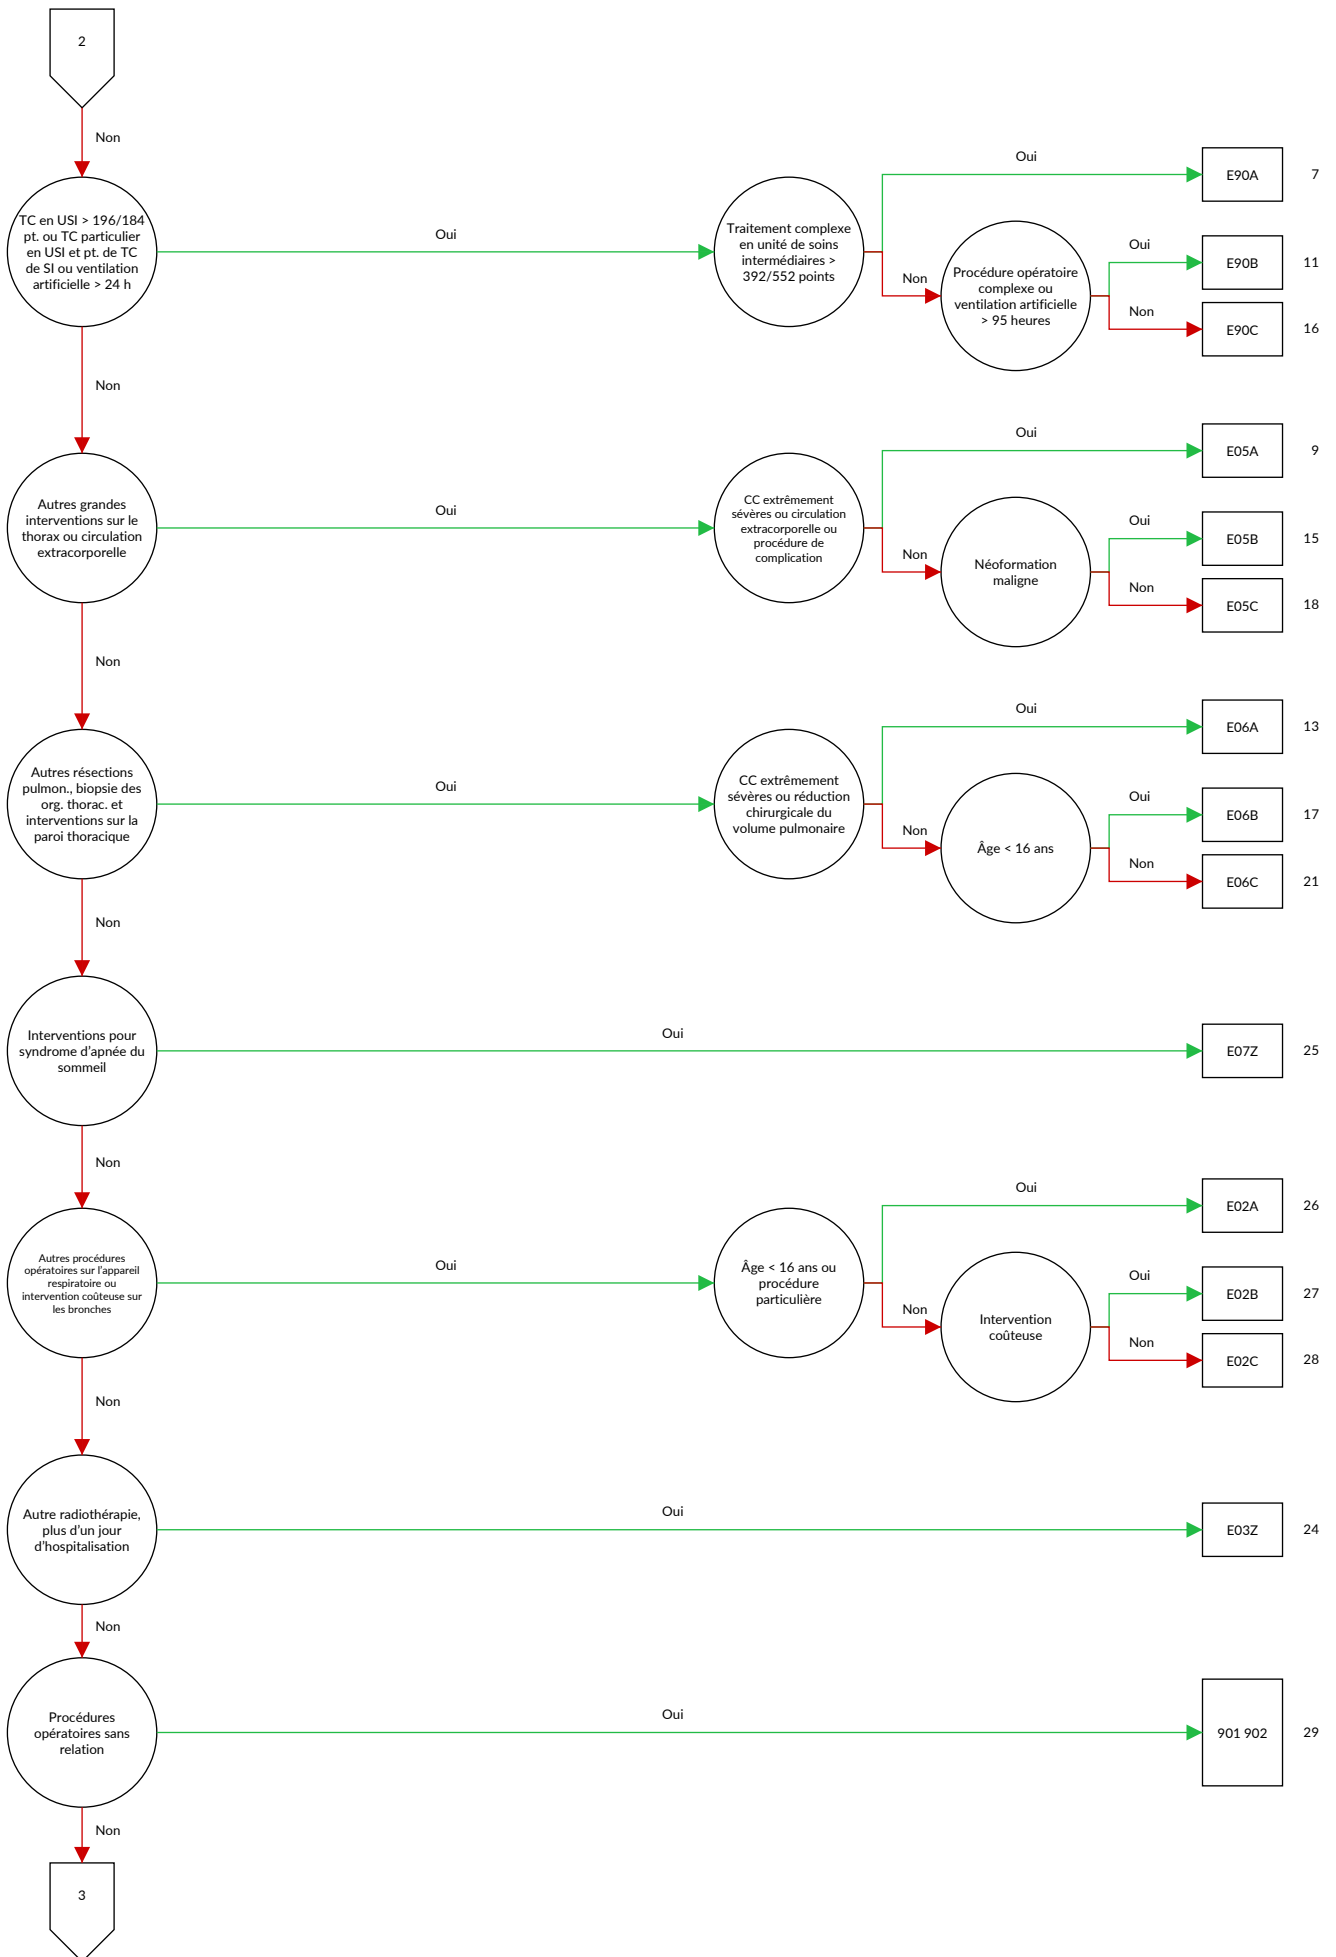 2
Non
TC en USI > 196/184
pt. ou TC particulier
en USI et pt. de TC
de SI ou ventilation
artificielle > 24 h
Oui
Traitement complexe
en unité de soins
intermédiaires >
392/552 points
Oui
E90A
7
Non
Procédure opératoire
complexe ou
ventilation artificielle
> 95 heures
Oui
E90B
11
Non
E90C
16
Non
Autres grandes
interventions sur le
thorax ou circulation
extracorporelle
Oui
CC extrêmement
sévères ou circulation
extracorporelle ou
procédure de
complication
Oui
E05A
9
Non
Néoformation
maligne
Oui
E05B
15
Non
E05C
18
Non
Autres résections
pulmon., biopsie des
org. thorac. et
interventions sur la
paroi thoracique
Oui
CC extrêmement
sévères ou réduction
chirurgicale du
volume pulmonaire
Oui
E06A
13
Non
Âge < 16 ans
Oui
E06B
17
Non
E06C
21
Non
Interventions pour
syndrome d'apnée du
sommeil
Oui
E07Z
25
Non
Autres procédures
opératoires sur l'appareil
respiratoire ou
intervention coûteuse sur
les bronches
Oui
Âge < 16 ans ou
procédure
particulière
Oui
E02A
26
Non
Intervention
coûteuse
Oui
E02B
27
Non
E02C
28
Non
Autre radiothérapie,
plus d'un jour
d'hospitalisation
Oui
E03Z
24
Non
Procédures
opératoires sans
relation
Oui
901 902
29
Non
3